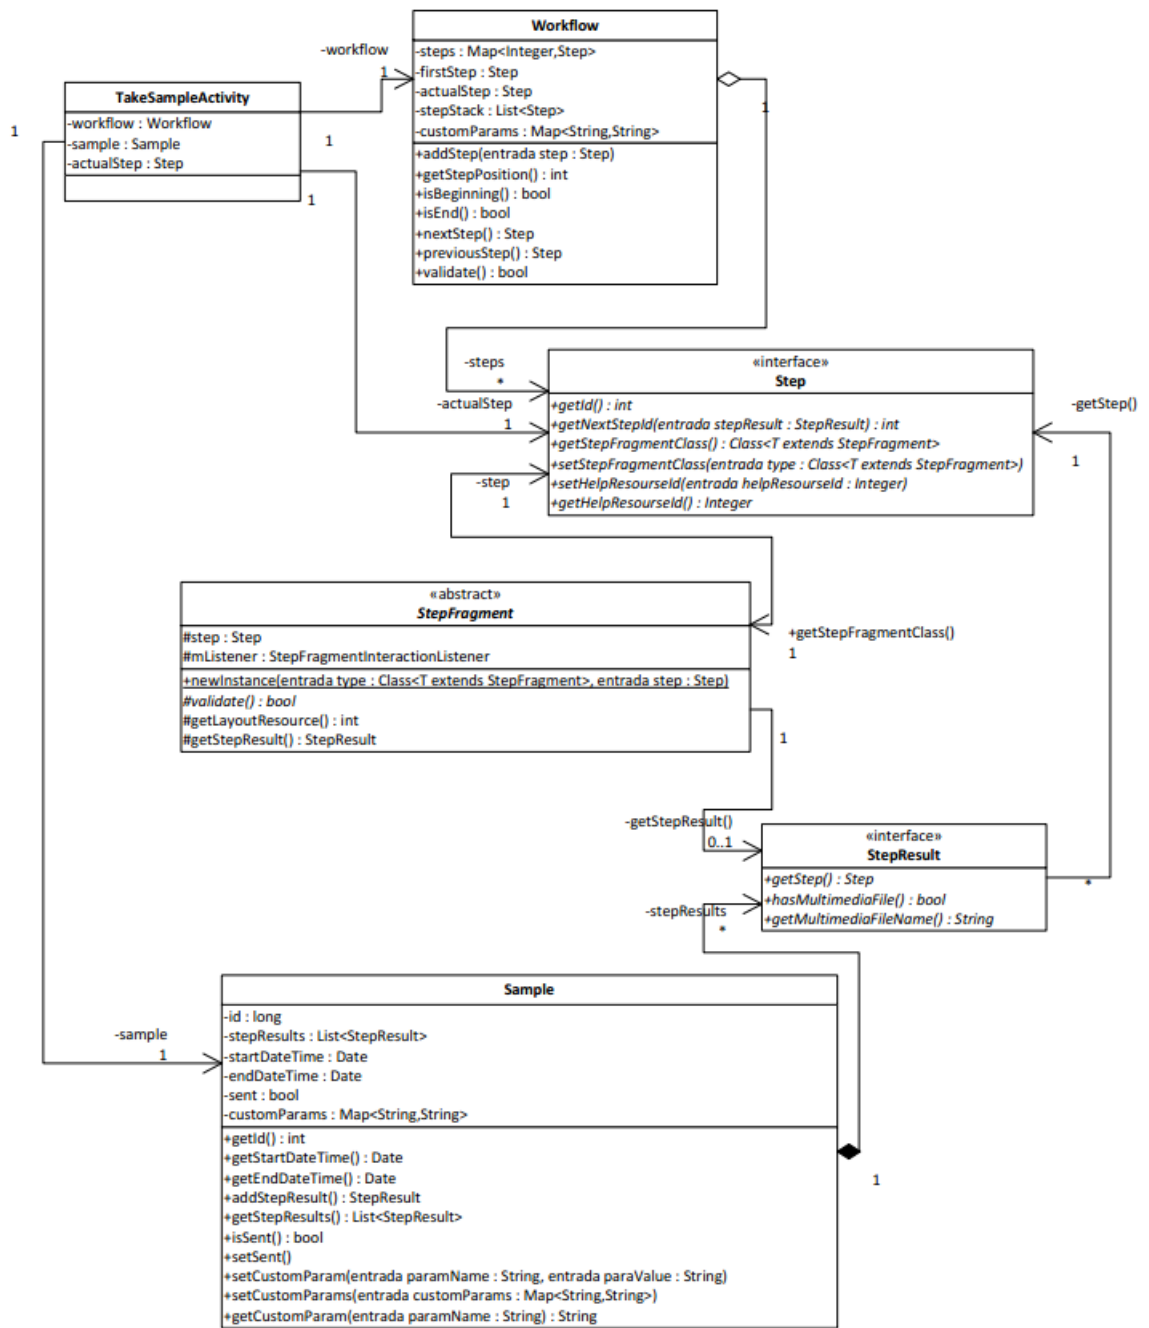 Workflow
-steps : Map<Integer,Step>
-firstStep : Step
-actualStep : Step
-stepStack : List<Step>
-customParams : Map<String,String>
+addStep(entrada step : Step)
+getStepPosition() : int
+isBeginning() : bool
+isEnd() : bool
+nextStep() : Step
+previousStep() : Step
+validate() : bool
-workflow
1
1
TakeSampleActivity
-workflow : Workflow
-sample : Sample
-actualStep : Step
1
1
1
-steps
*
-actualStep
1
«interface»
Step
+getId() : int
+getNextStepId(entrada stepResult : StepResult) : int
+getStepFragmentClass() : Class<T extends StepFragment>
+setStepFragmentClass(entrada type : Class<T extends StepFragment>)
+setHelpResourseId(entrada helpResourseId : Integer)
+getHelpResourseId() : Integer
-getStep()
1
-step
1
«abstract»
StepFragment
#step : Step
#mListener : StepFragmentInteractionListener
+newInstance(entrada type : Class<T extends StepFragment>, entrada step : Step)
#validate() : bool
#getLayoutResource() : int
#getStepResult() : StepResult
+getStepFragmentClass()
1
1
-getStepResult()
0..1
«interface»
StepResult
+getStep() : Step
+hasMultimediaFile() : bool
+getMultimediaFileName() : String
*
-stepResults
*
Sample
-id : long
-stepResults : List<StepResult>
-startDateTime : Date
-endDateTime : Date
-sent : bool
-customParams : Map<String,String>
+getId() : int
+getStartDateTime() : Date
+getEndDateTime() : Date
+addStepResult() : StepResult
+getStepResults() : List<StepResult>
+isSent() : bool
+setSent()
+setCustomParam(entrada paramName : String, entrada paraValue : String)
+setCustomParams(entrada customParams : Map<String,String>)
+getCustomParam(entrada paramName : String) : String
-sample
1
1